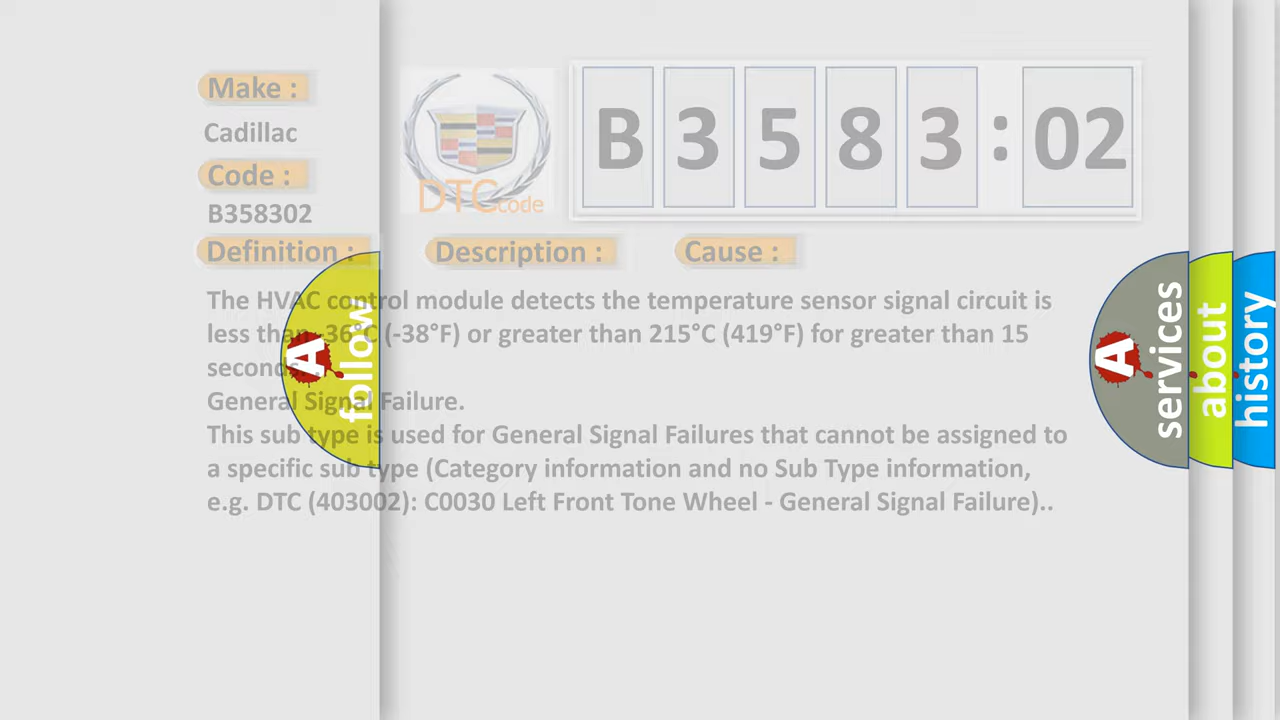 Make :
Cadillac
Code :
B358302
DTCcode
B 3 5 8 3 : 02
Definition :
Description :
Cause :
The HVAC control module detects the temperature sensor signal circuit is
less than -36°C (-38°F) or greater than 215°C (419°F) for greater than 15
seconds. .
General Signal Failure.
This sub type is used for General Signal Failures that cannot be assigned to
a specific sub type (Category information and no Sub Type information,
e.g. DTC (403002): C0030 Left Front Tone Wheel - General Signal Failure)..
A
follow
A
services
about
history